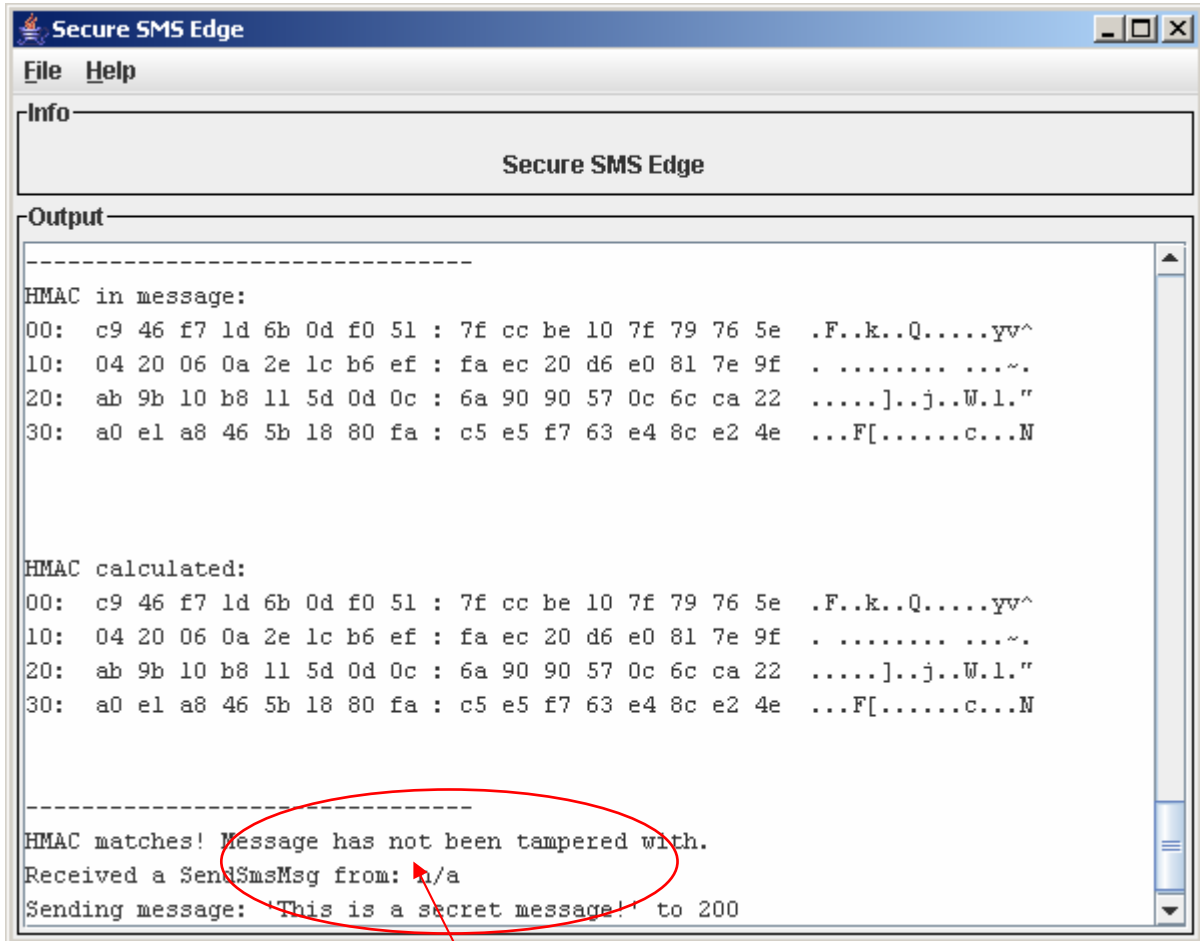 Secure SMS Edge
File Help
Info
Secure SMS Edge
Output
--------------------------------
HMAC in message:
00: c9 46 f7 1d 6b 0d f0 51 : 7f cc be 10 7f 79 76 5e .F..k..Q.....yv^
10: 04 20 06 0a 2e 1c b6 ef : fa ec 20 d6 e0 81 7e 9f . ........ ...~.
20: ab 9b 10 b8 11 5d 0d 0c : 6a 90 90 57 0c 6c ca 22 .....]..j..W.l."
30: a0 e1 a8 46 5b 18 80 fa : c5 e5 f7 63 e4 8c e2 4e ...F[......c...N
HMAC calculated:
00: c9 46 f7 1d 6b 0d f0 51 : 7f cc be 10 7f 79 76 5e .F..k..Q.....yv^
10: 04 20 06 0a 2e 1c b6 ef : fa ec 20 d6 e0 81 7e 9f . ........ ...~.
20: ab 9b 10 b8 11 5d 0d 0c : 6a 90 90 57 0c 6c ca 22 .....]..j..W.l."
30: a0 e1 a8 46 5b 18 80 fa : c5 e5 f7 63 e4 8c e2 4e ...F[......c...N
--------------------------------
HMAC matches! Message has not been tampered with.
Received a SendSmsMsg from: n/a
Sending message: 'This is a secret message!' to 200